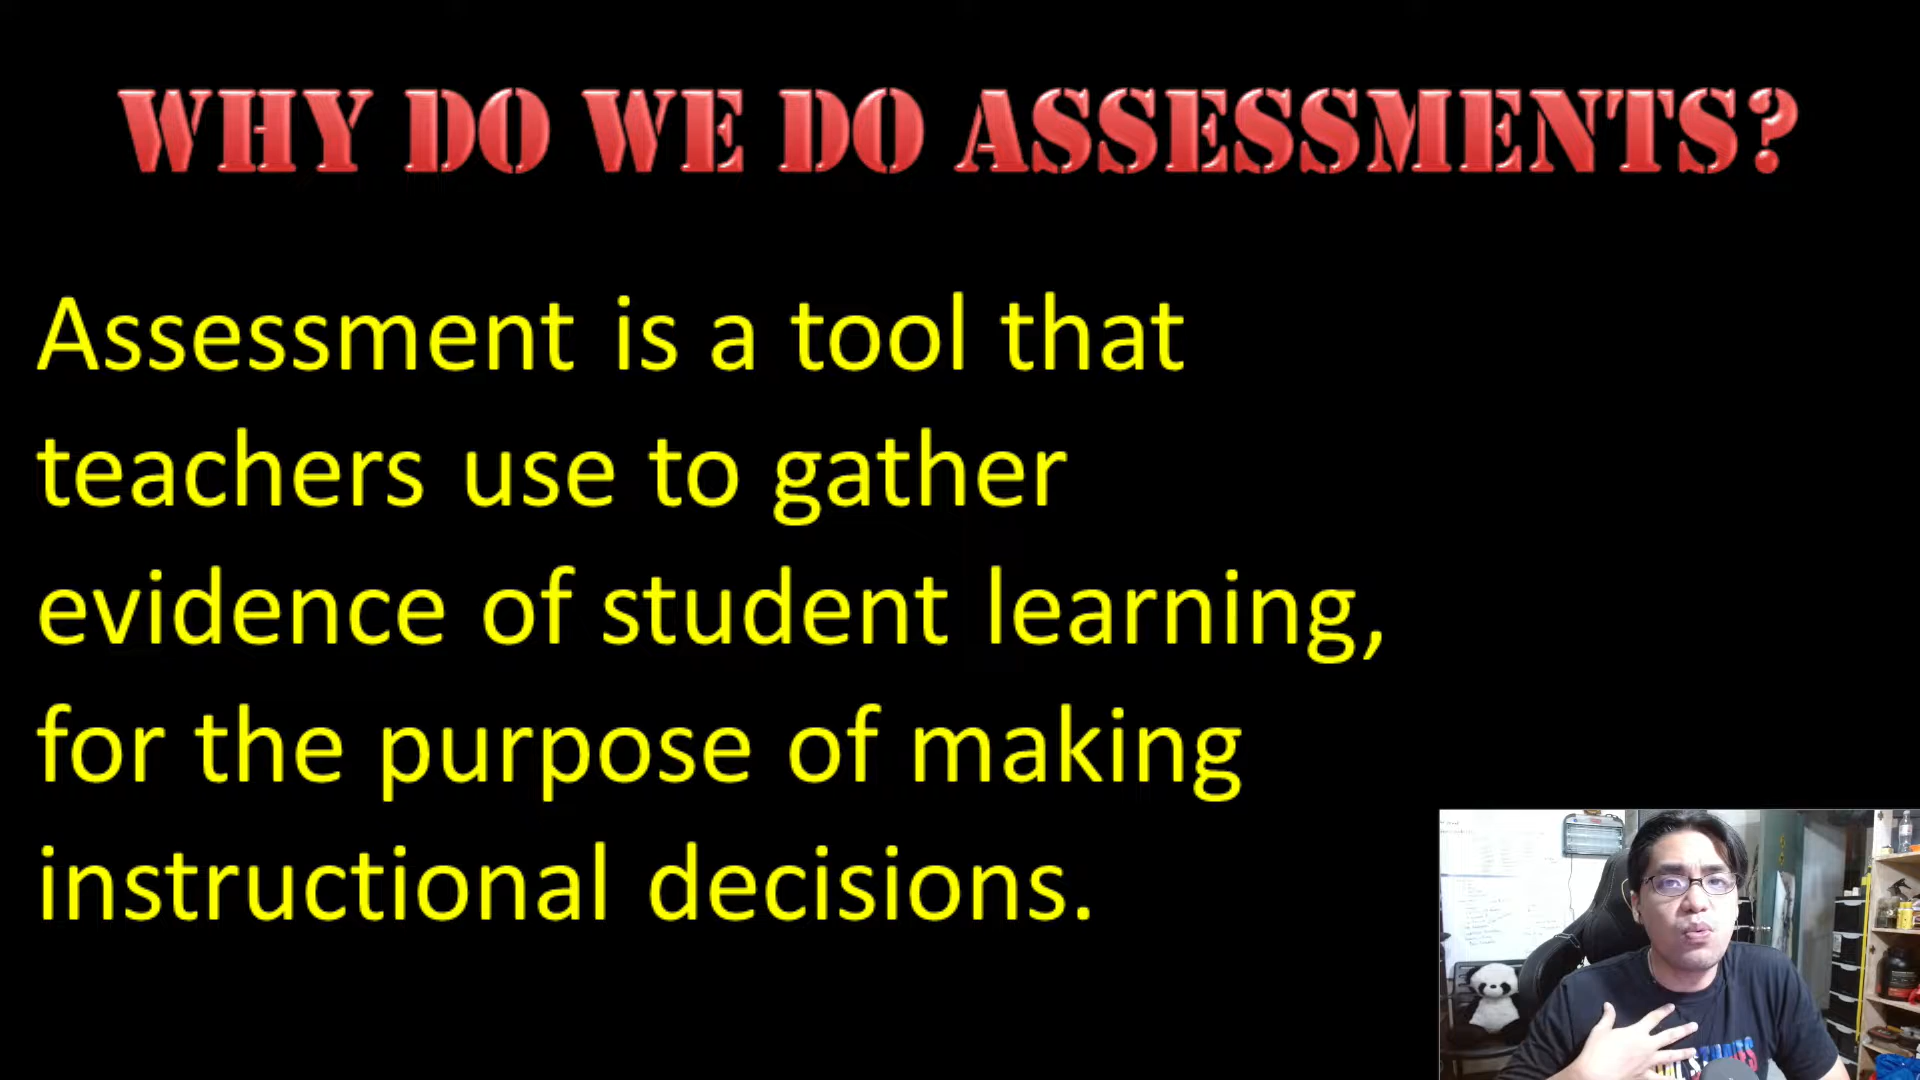 WHY DO WE DO ASSESSMENTS?
Assessment is a tool that
teachers use to gather
evidence of student learning,
for the purpose of making
instructional decisions.